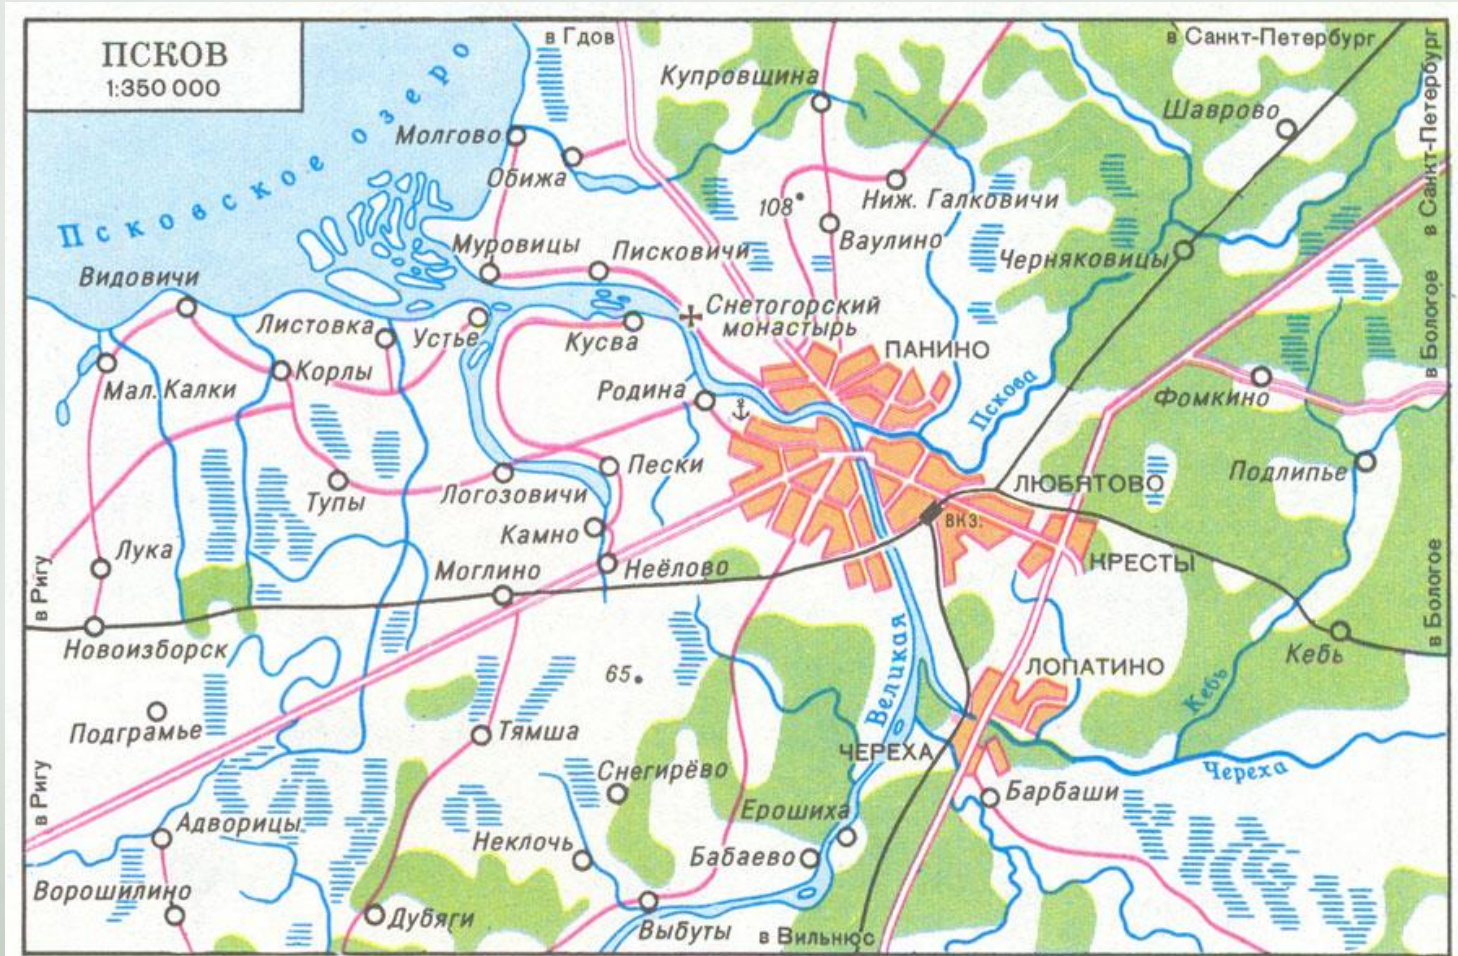 ПСКОВ
1:350 000
в Гдов
в Санкт-Петербург
в Санкт-Петербург
Псковское озеро
Купровщина
Шаврово
Молгово
Обижа
108
Ниж. Галковичи
Муровицы
Писковичи
Ваулино
Черняковицы
Видовичи
Снетогорский
монастырь
Листовка
Устье
Кусва
ПАНИНО
в Бологое
Мал. Калки
Корлы
Родина
Пскова
Фомкино
Тупы
Логозовичи
Пески
ЛЮБЯТОВО
Подлипье
Камно
ВКЗ.
Лука
Моглино
Неёлово
КРЕСТЫ
в Ригу
в Бологое
Новоизборск
65
Великая
ЛОПАТИНО
Кебь
Кебь
Подграмье
Тямша
ЧЕРЕХА
Череха
Снегирёво
Барбаши
в Ригу
Адворицы
Ерошиха
Неклочь
Бабаево
Ворошилино
Дубяги
Выбуты
в Вильнюс